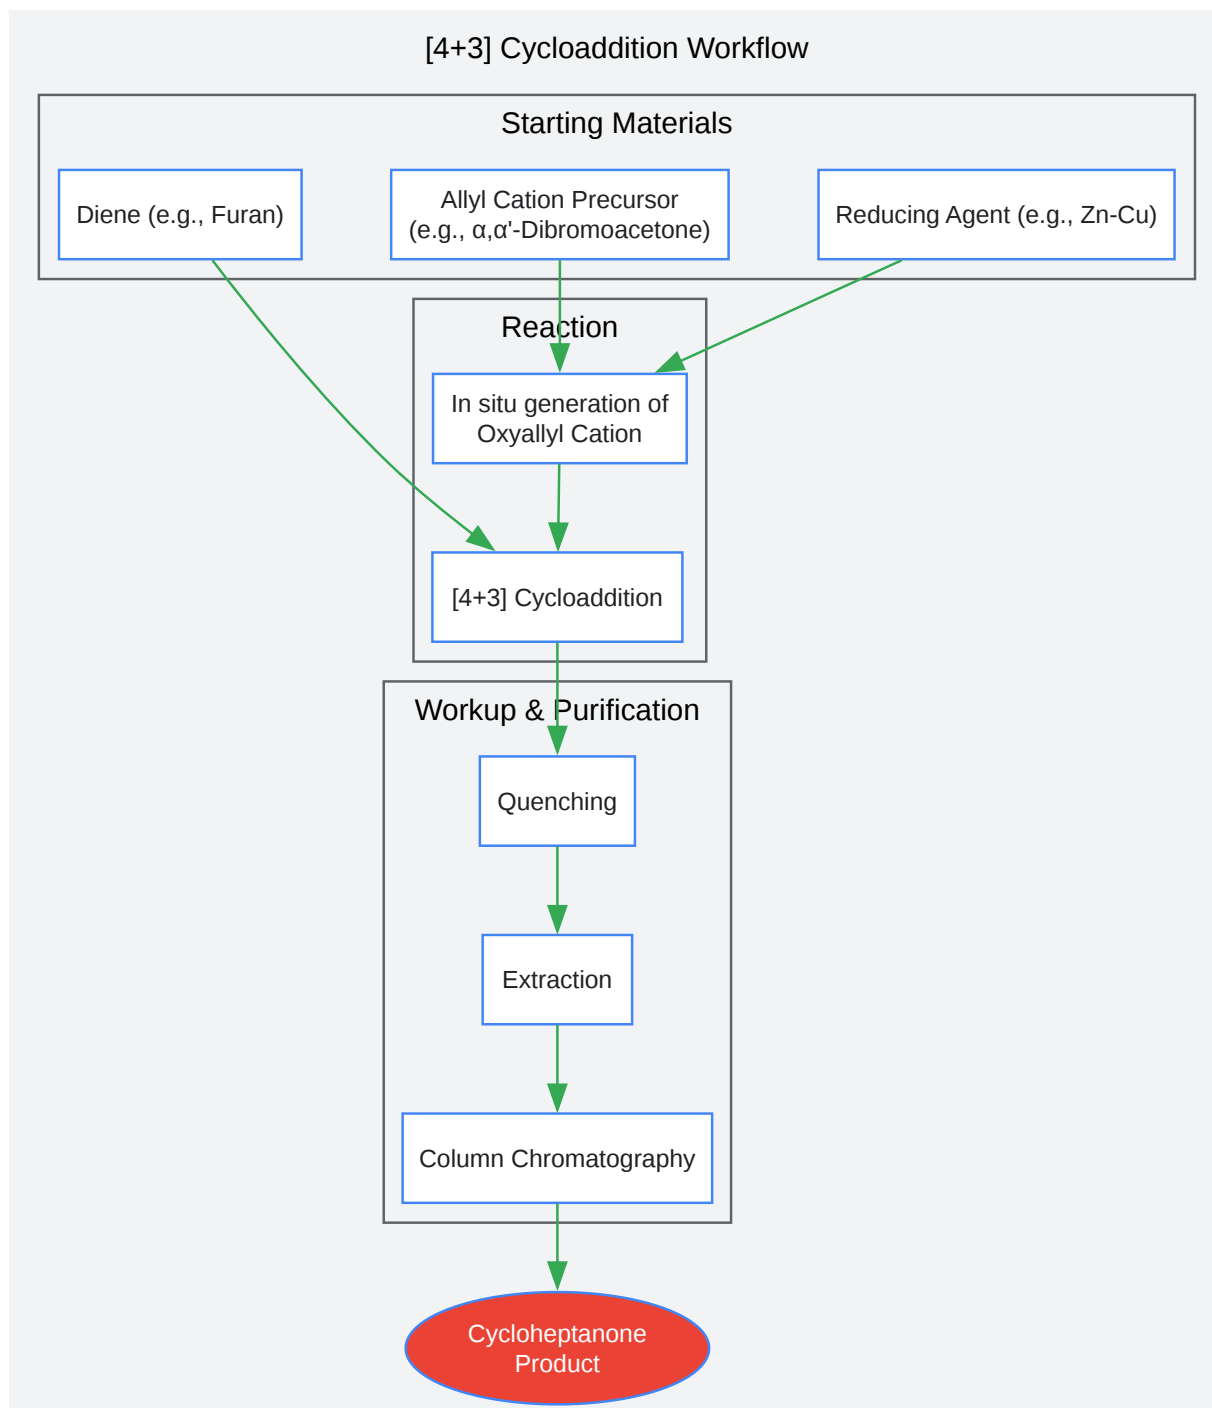 [4+3] Cycloaddition Workflow
Starting Materials
Diene (e.g., Furan)
Allyl Cation Precursor
(e.g., α,α'-Dibromoacetone)
Reducing Agent (e.g., Zn-Cu)
Reaction
In situ generation of
Oxyallyl Cation
[4+3] Cycloaddition
Workup & Purification
Quenching
Extraction
Column Chromatography
Cycloheptanone
Product